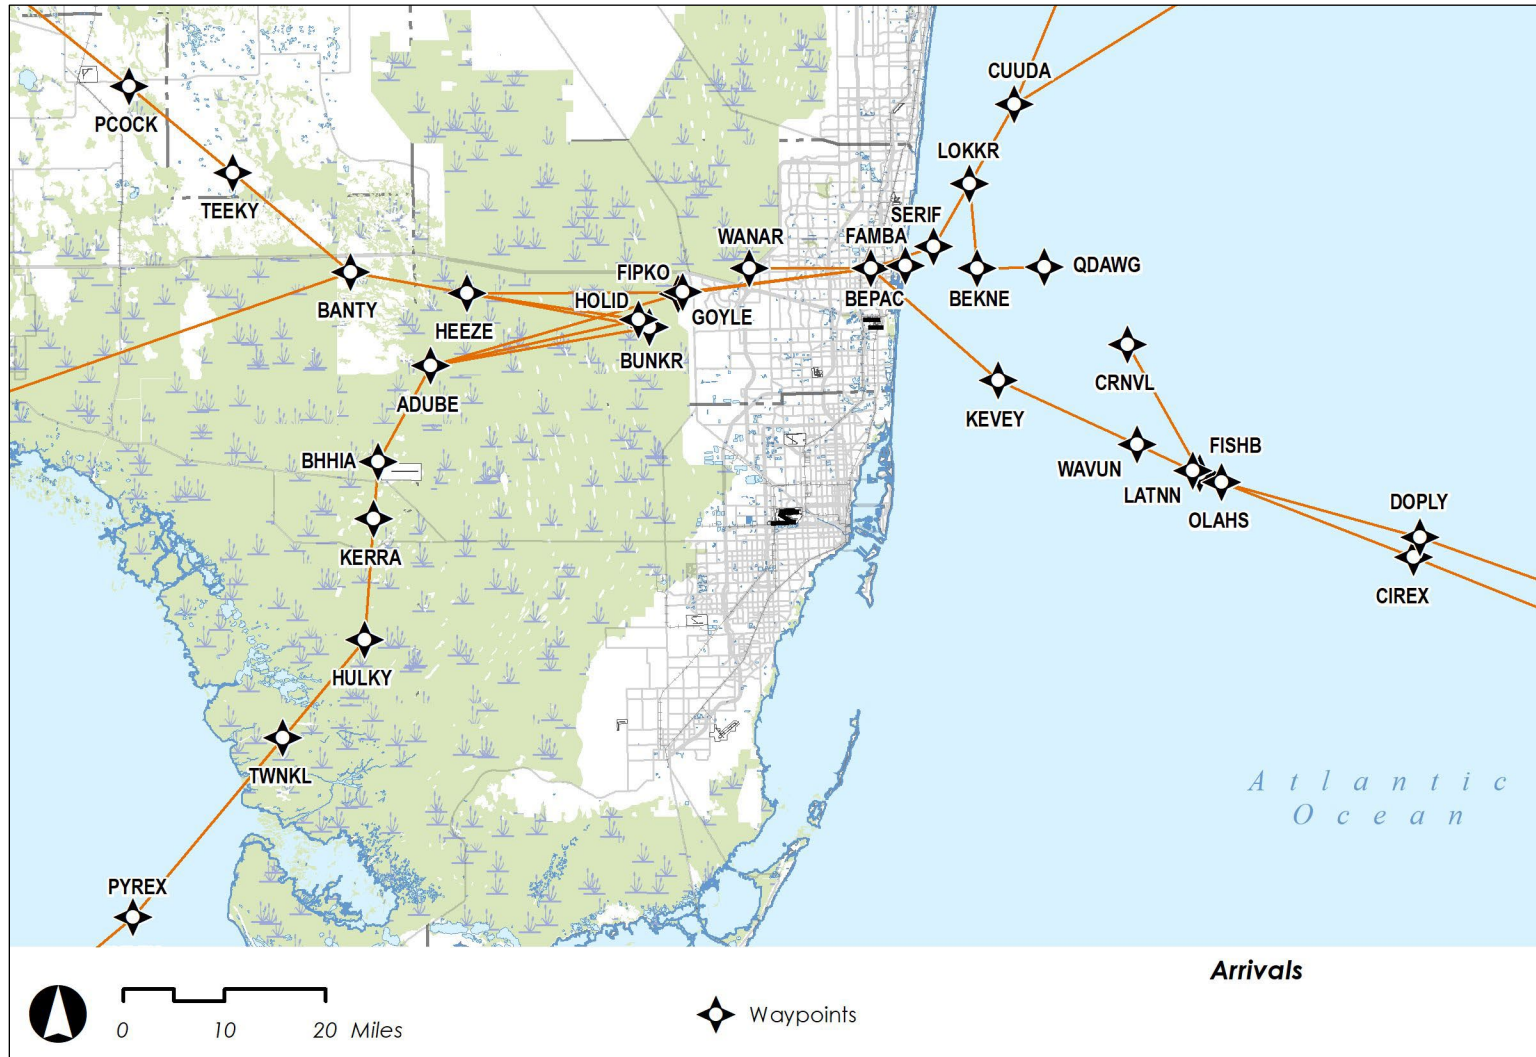 CUUDA
PCOCK
LOKKR
TEEKY
SERIF
WANAR
FAMBA
FIPKO
QDAWG
HOLID
BEPAC
BEKNE
BANTY
GOYLE
HEEZE
BUNKR
CRNVL
ADUBE
KEVEY
FISHB
BHHIA
WAVUN
LATNN
DOPLY
OLAHS
KERRA
CIREX
HULKY
TWNKL
Atlantic
Ocean
PYREX
Arrivals
Waypoints
0 10 20 Miles